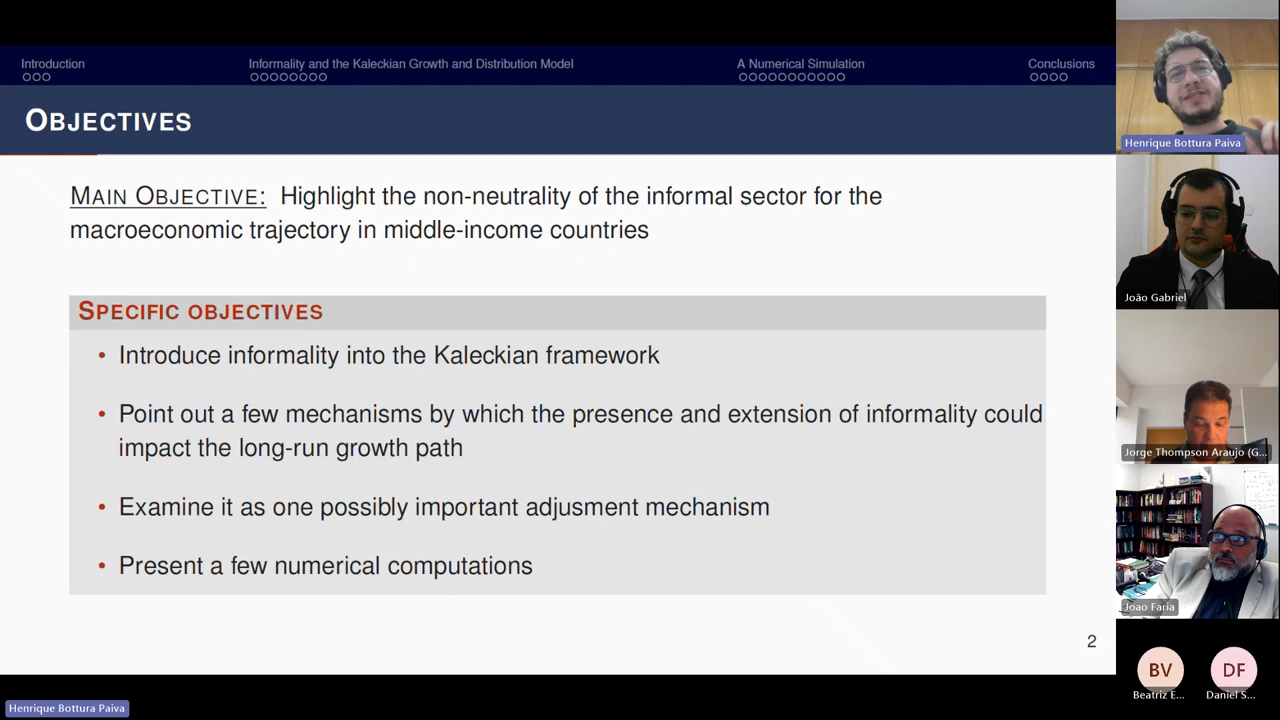 Introduction
Informality and the Kaleckian Growth and Distribution Model
A Numerical Simulation
Conclusions
OBJECTIVES
MAIN OBJECTIVE: Highlight the non-neutrality of the informal sector for the
macroeconomic trajectory in middle-income countries
SPECIFIC OBJECTIVES
• Introduce informality into the Kaleckian framework
• Point out a few mechanisms by which the presence and extension of informality could
impact the long-run growth path
• Examine it as one possibly important adjusment mechanism
• Present a few numerical computations
2
Henrique Bottura Paiva
João Gabriel
Jorge Thompson Araujo (G...
Joao Faria
BV
Beatriz E...
DF
Daniel S...
Henrique Bottura Paiva